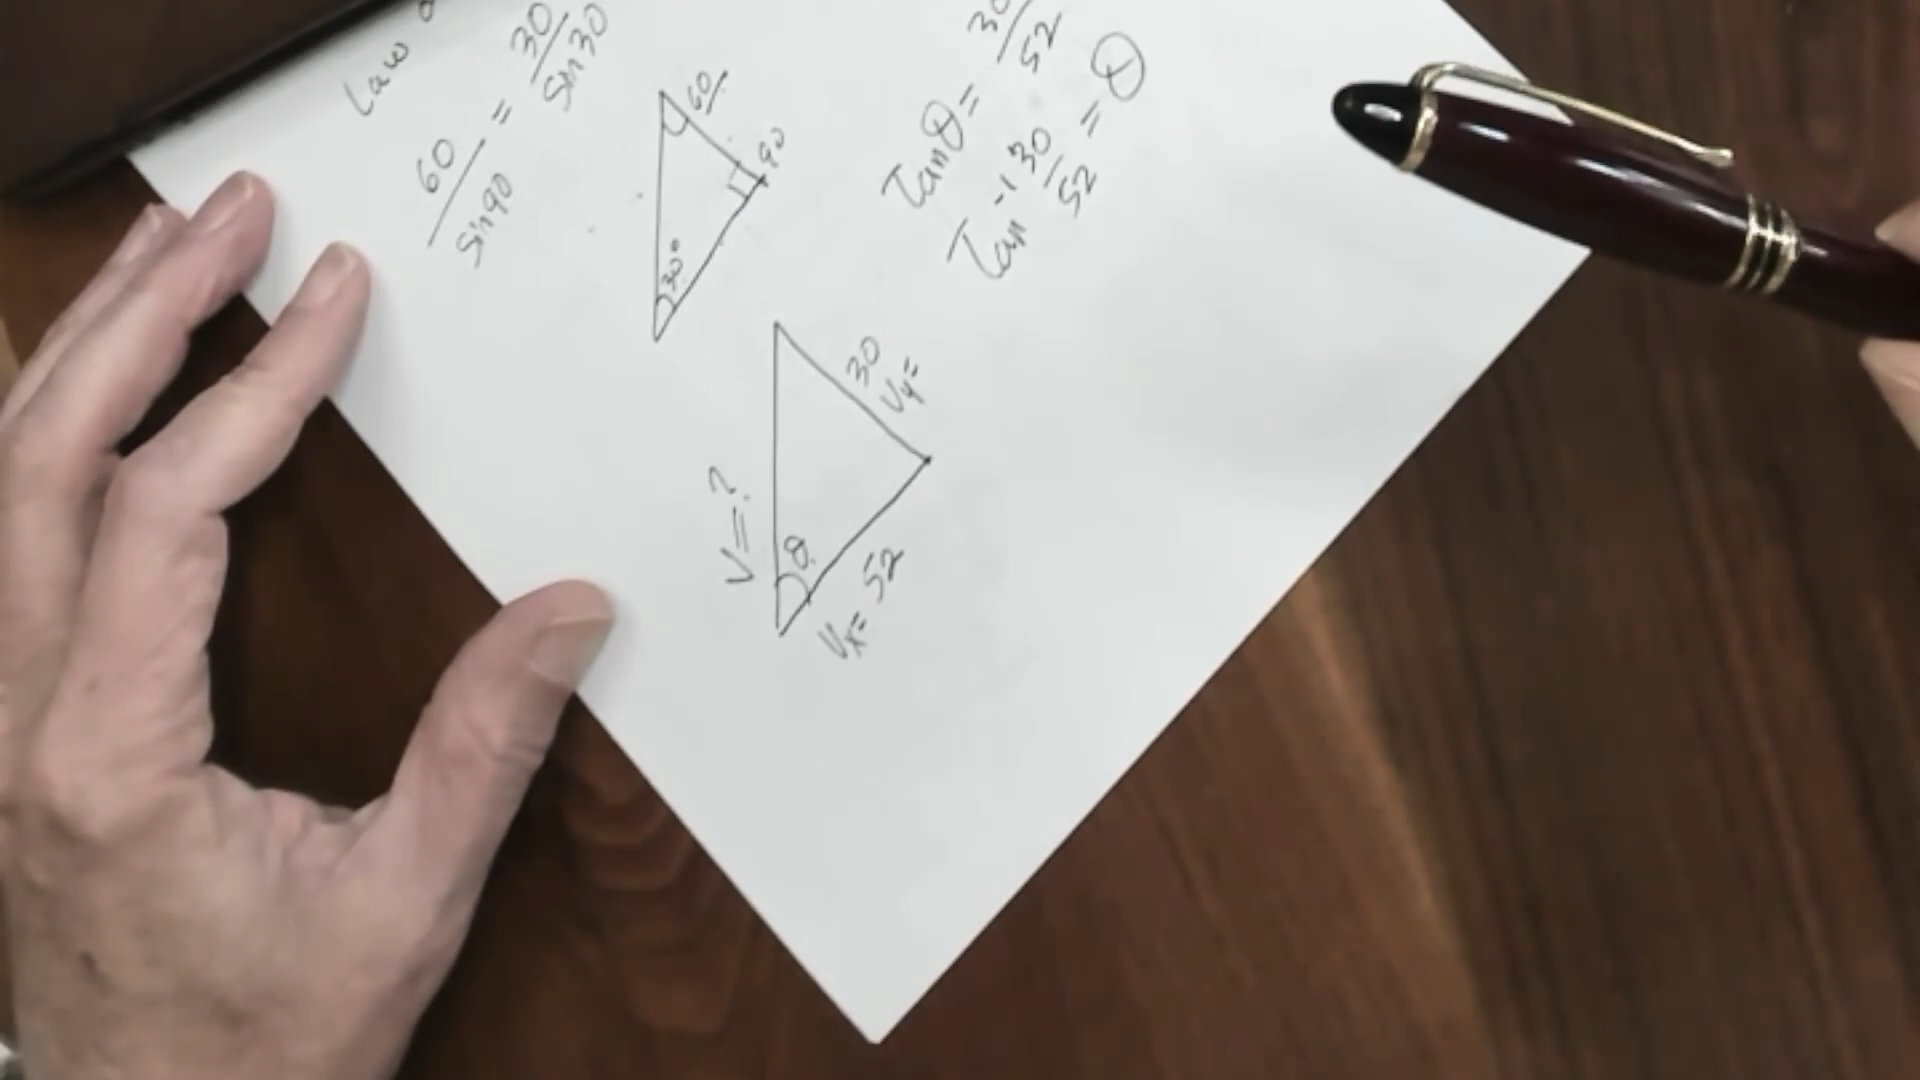 Law
60/sin90 = 30/sin30
60
90
30°
Tanθ = 30/52
Tan⁻¹ 30/52 = θ
30
Vy=
V=?
θ
Vx= 52